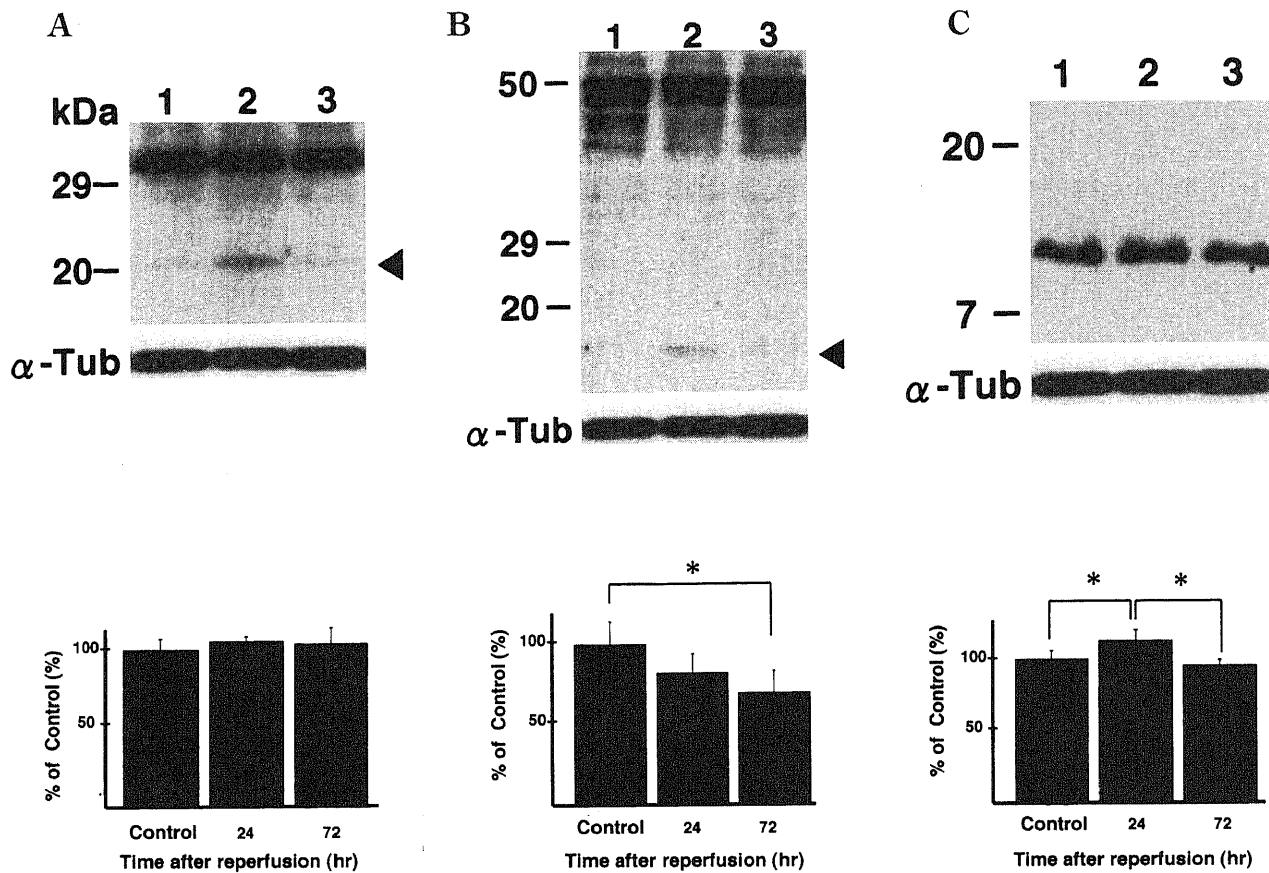 A
kDa
1 2 3
29
20
α-Tub
B
1 2 3
50
29
20
α-Tub
C
1 2 3
20
7
α-Tub
% of Control (%)
100
50
Control 24 72
Time after reperfusion (hr)
*
% of Control (%)
100
50
Control 24 72
Time after reperfusion (hr)
* *
% of Control (%)
100
50
Control 24 72
Time after reperfusion (hr)